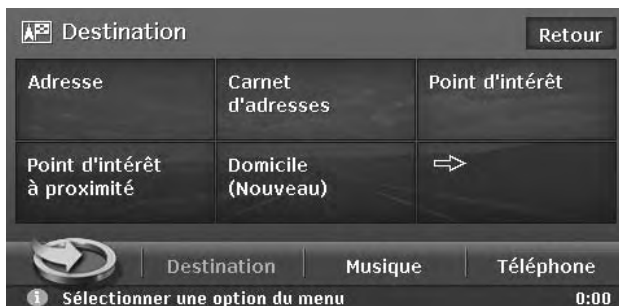 Destination
Retour
Adresse
Carnet
d'adresses
Point d'intérêt
Point d'intérêt
à proximité
Domicile
(Nouveau)
Destination
Musique
Téléphone
Sélectionner une option du menu
0:00